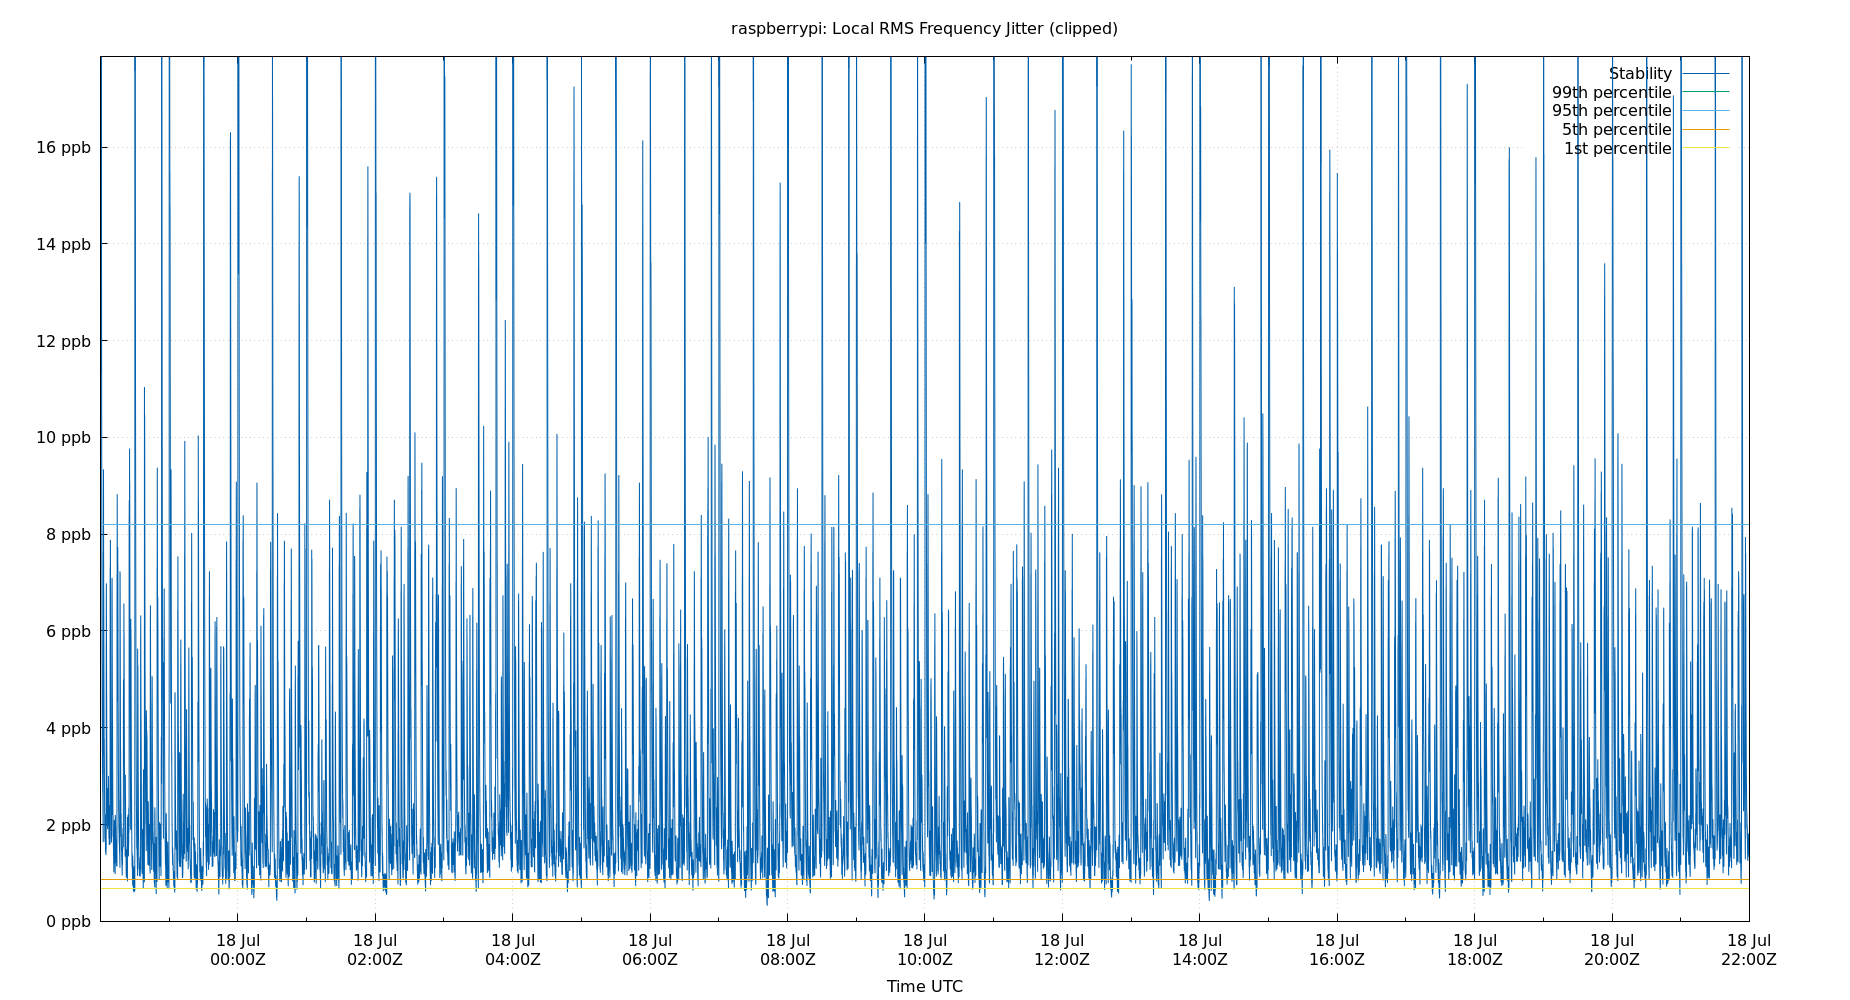 raspberrypi: Local RMS Frequency Jitter (clipped)
Stability
99th percentile
95th percentile
5th percentile
1st percentile
16 ppb
14 ppb
12 ppb
10 ppb
8 ppb
6 ppb
4 ppb
2 ppb
0 ppb
18 Jul 18 Jul 18 Jul 18 Jul 18 Jul 18 Jul 18 Jul 18 Jul 18 Jul 18 Jul 18 Jul 18 Jul
00:00Z 02:00Z 04:00Z 06:00Z 08:00Z 10:00Z 12:00Z 14:00Z 16:00Z 18:00Z 20:00Z 22:00Z
Time UTC